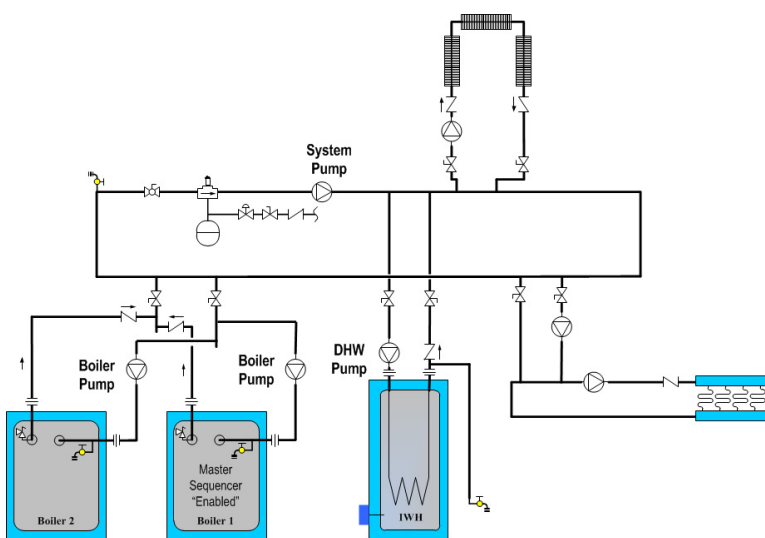 System
Pump
Boiler
Pump
Boiler
Pump
DHW
Pump
Master
Sequencer
"Enabled"
Boiler 2
Boiler 1
IWH